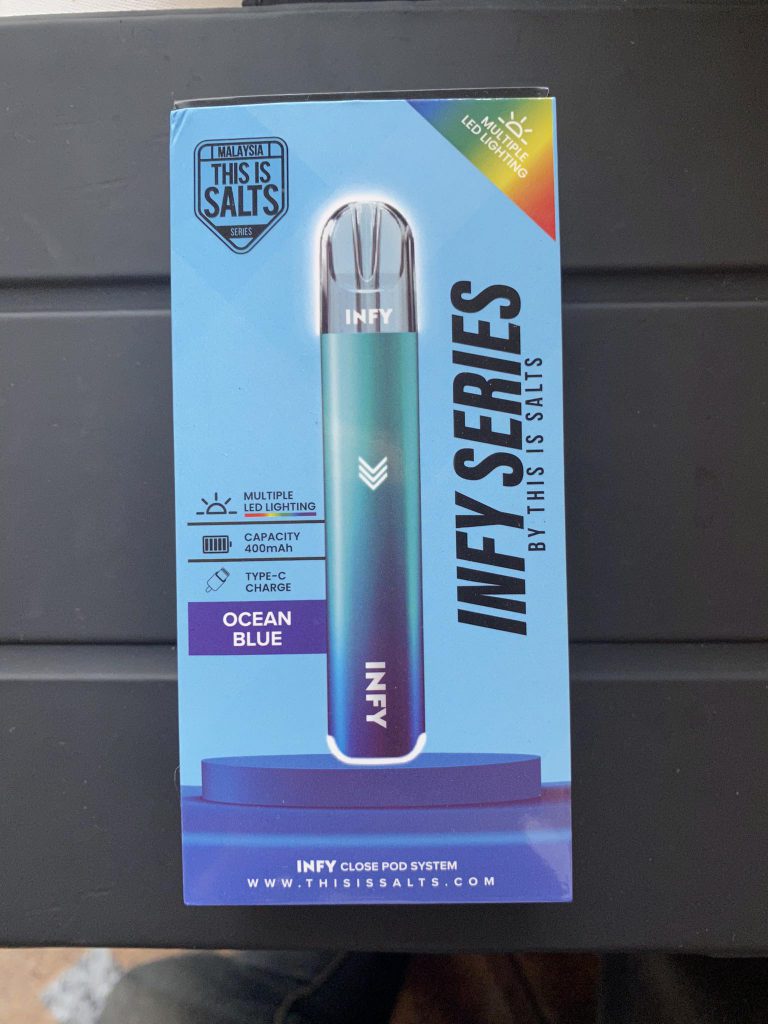 MALAYSIA
THIS IS
SALTS
SERIES
MULTIPLE
LED LIGHTING
INFY
INFY SERIES
BY THIS IS SALTS
MULTIPLE
LED LIGHTING
CAPACITY
400mAh
TYPE-C
CHARGE
OCEAN
BLUE
INFY
INFY CLOSE POD SYSTEM
WWW.THISISSALTS.COM